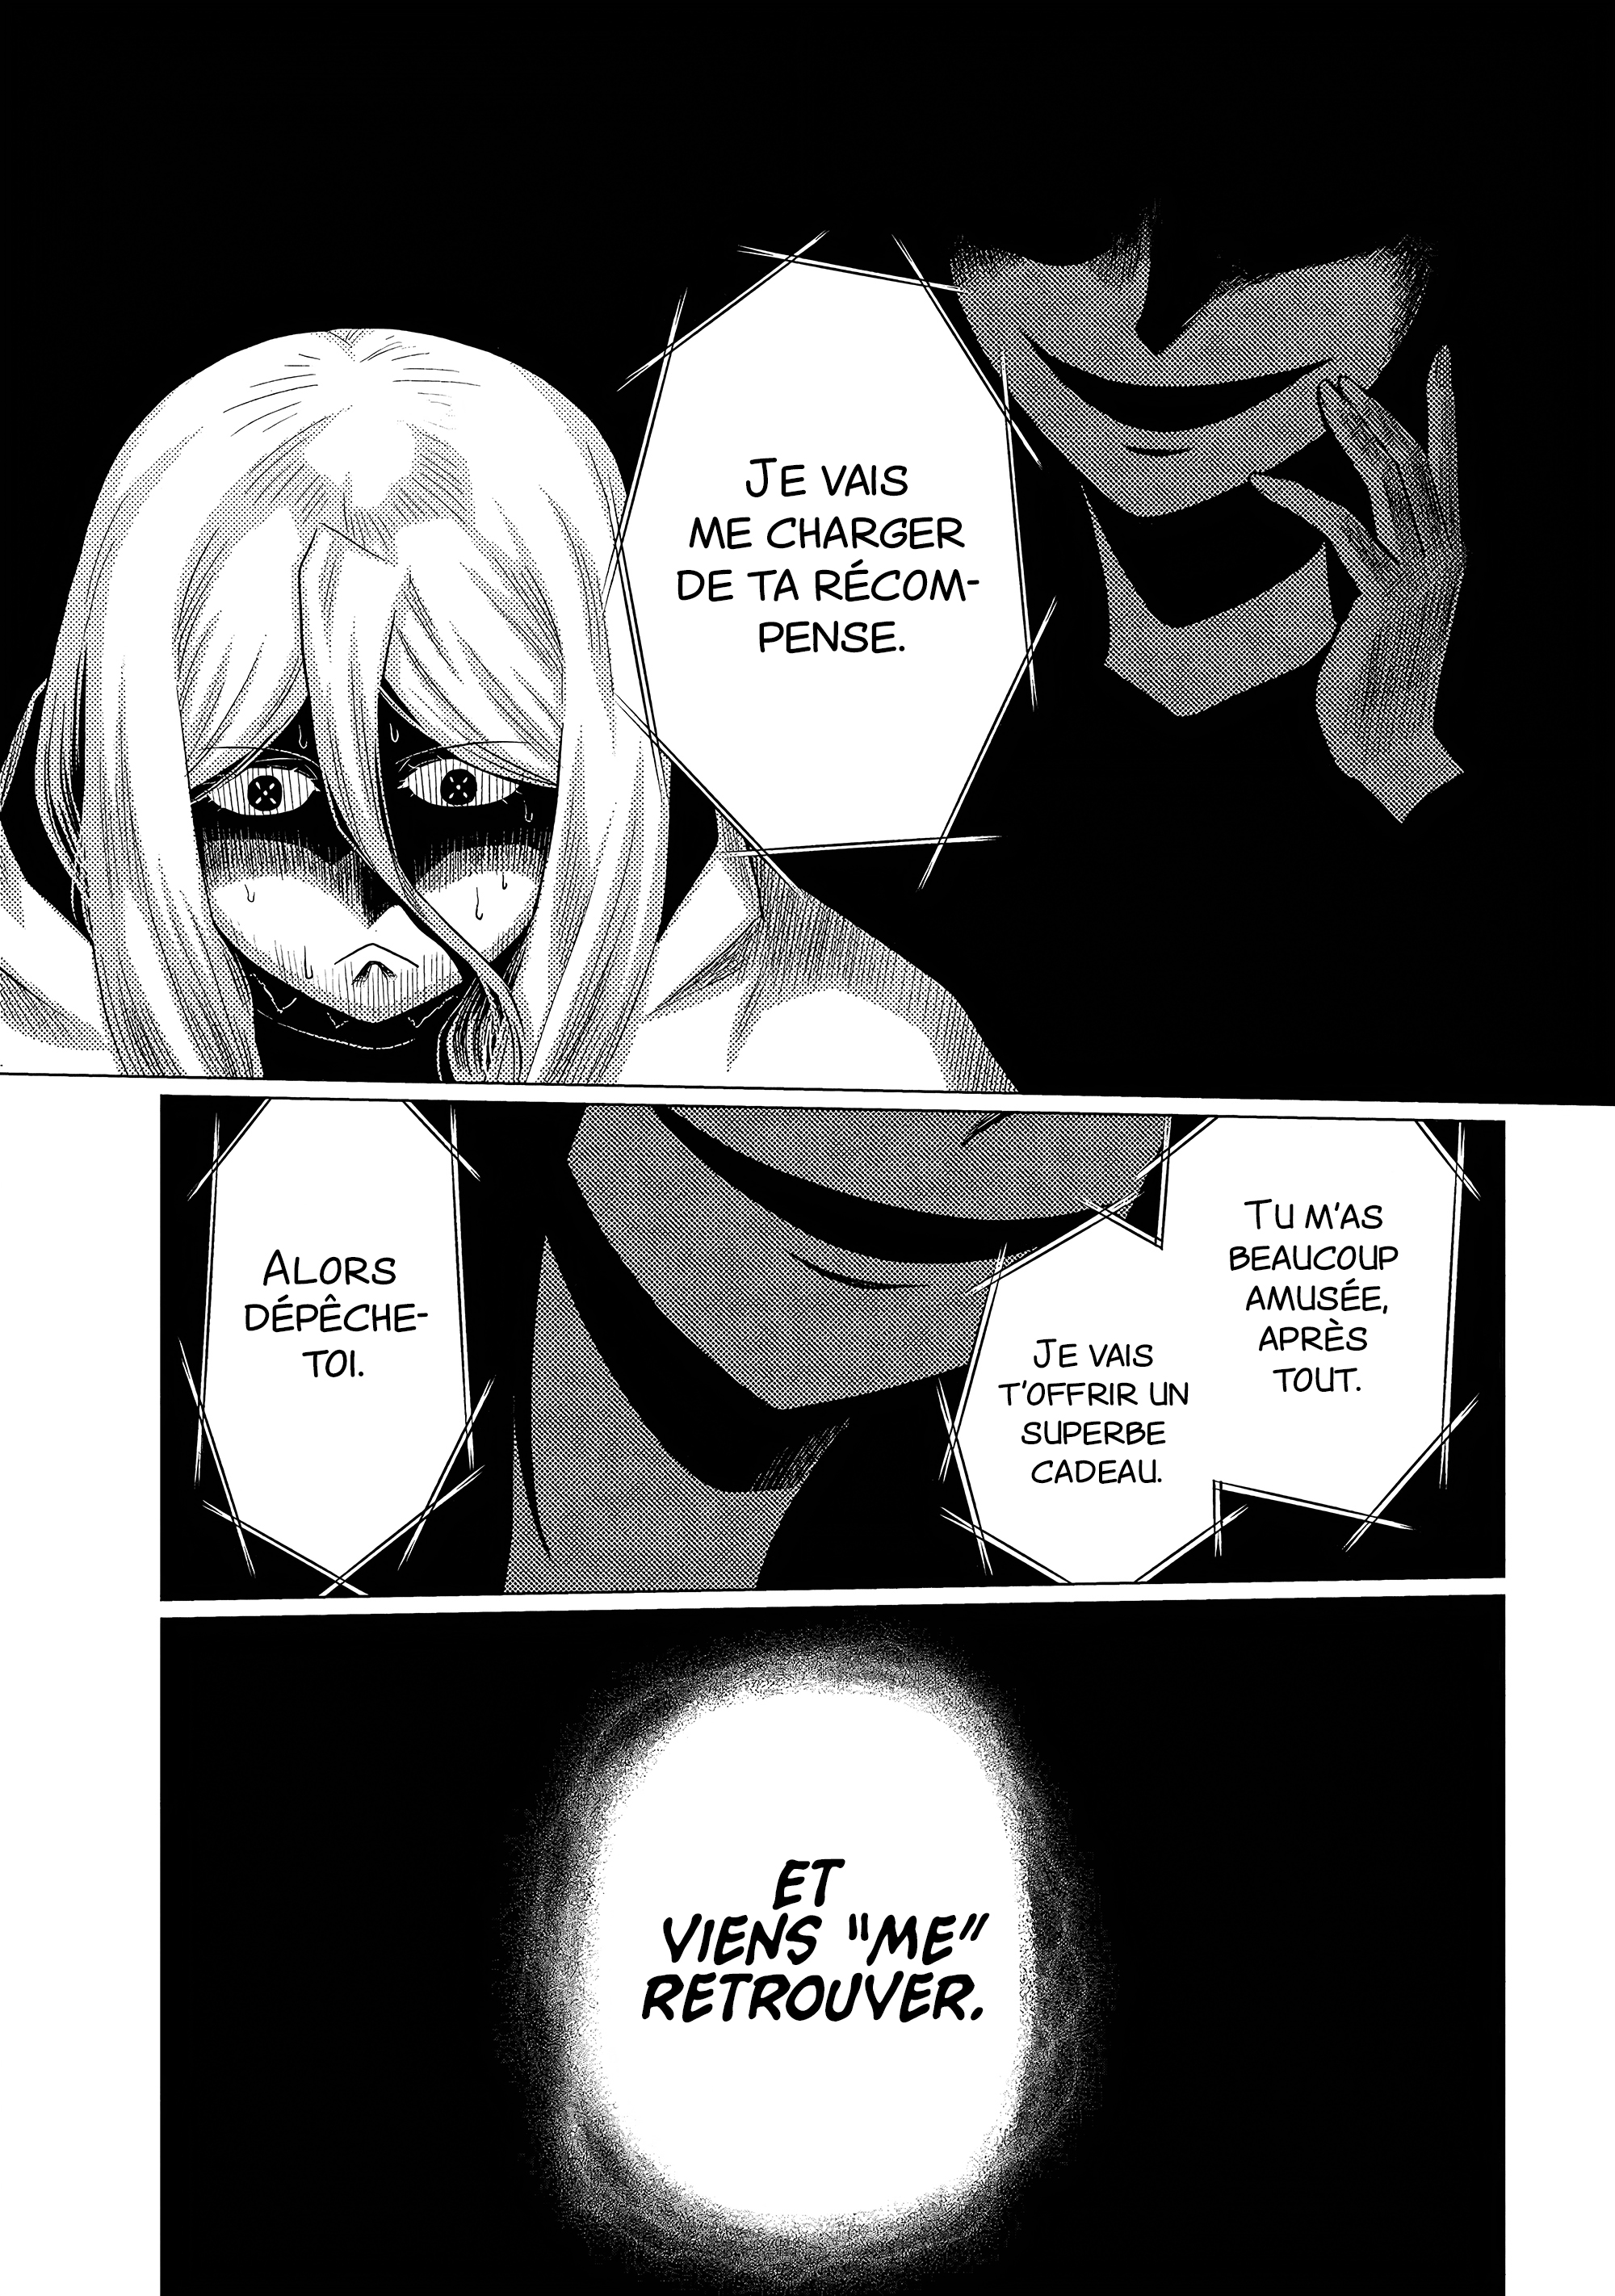 JE VAIS
ME CHARGER
DE TA RÉCOM-
PENSE.
TU M'AS
BEAUCOUP
AMUSÉE,
APRÈS
TOUT.
JE VAIS
T'OFFRIR UN
SUPERBE
CADEAU.
ALORS
DÉPÊCHE-
TOI.
ET
VIENS "ME"
RETROUVER.